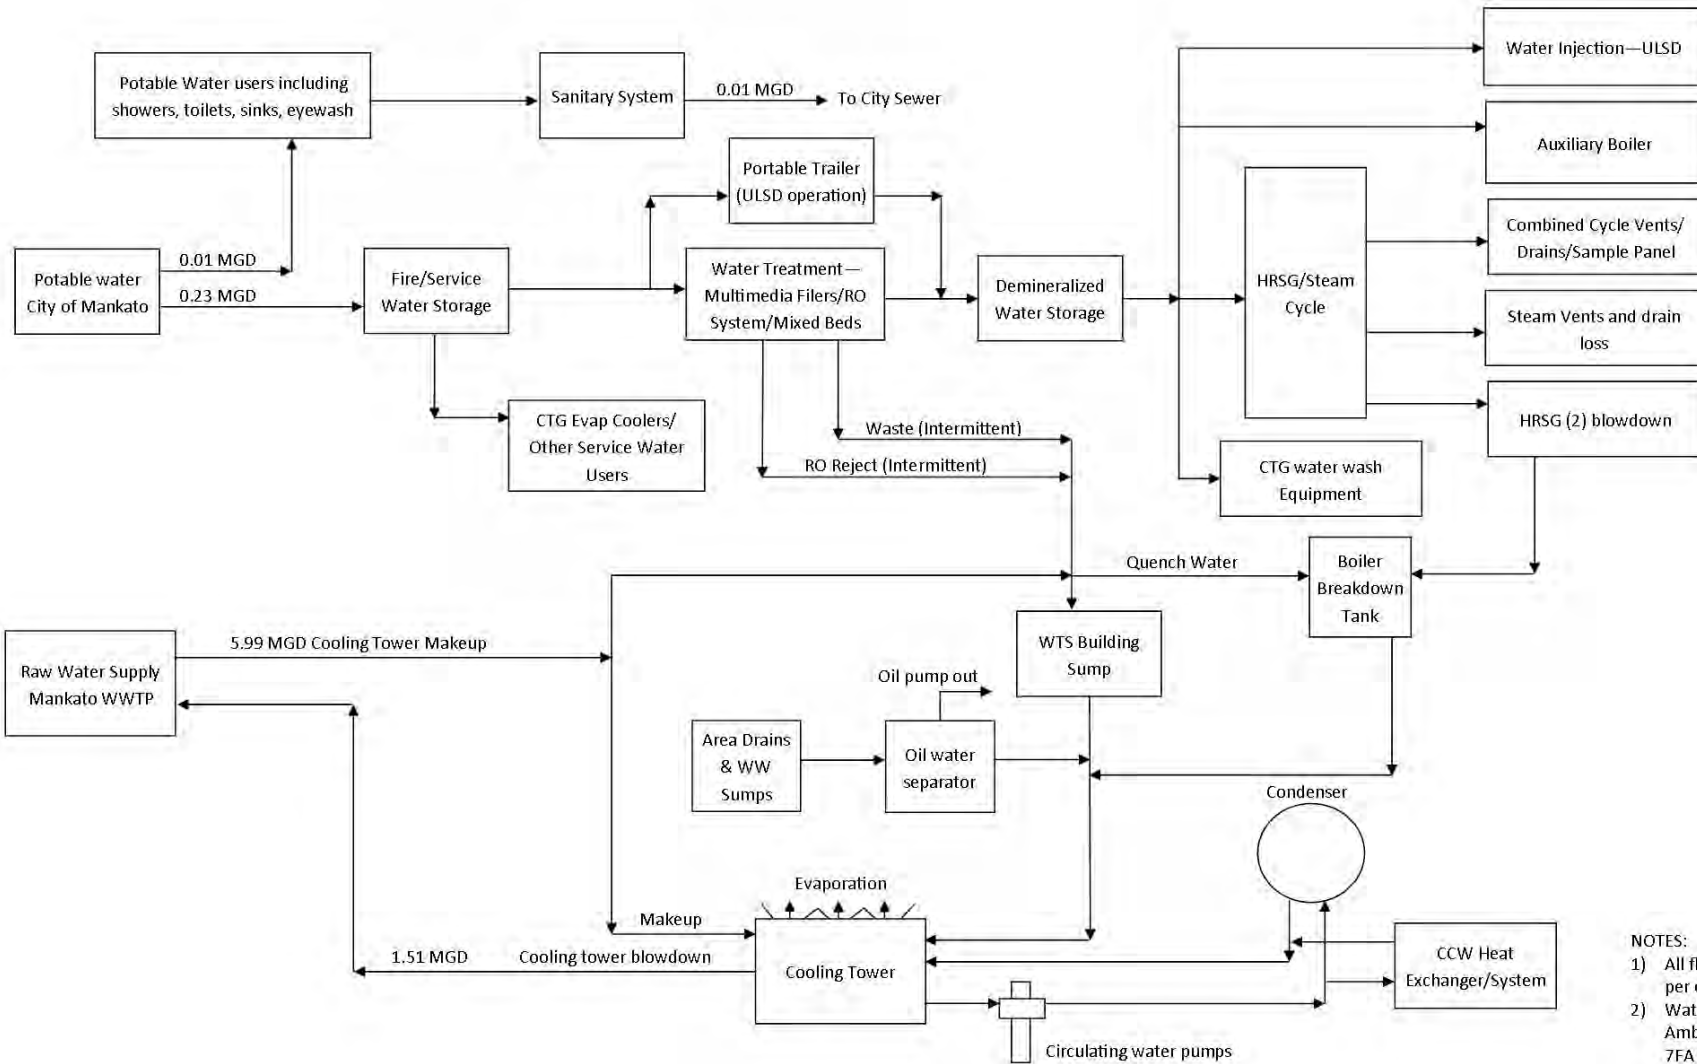 Water Injection—ULSD
Potable Water users including
showers, toilets, sinks, eyewash
Sanitary System
0.01 MGD
To City Sewer
Auxiliary Boiler
Portable Trailer
(ULSD operation)
Combined Cycle Vents/
Drains/Sample Panel
Potable water
City of Mankato
0.01 MGD
0.23 MGD
Fire/Service
Water Storage
Water Treatment—
Multimedia Filers/RO
System/Mixed Beds
Demineralized
Water Storage
HRSG/Steam
Cycle
Steam Vents and drain
loss
HRSG (2) blowdown
CTG Evap Coolers/
Other Service Water
Users
Waste (Intermittent)
RO Reject (Intermittent)
CTG water wash
Equipment
Quench Water
Boiler
Breakdown
Tank
Raw Water Supply
Mankato WWTP
5.99 MGD Cooling Tower Makeup
WTS Building
Sump
Oil pump out
Area Drains
& WW
Sumps
Oil water
separator
Condenser
Evaporation
Makeup
1.51 MGD
Cooling tower blowdown
Cooling Tower
CCW Heat
Exchanger/System
Circulating water pumps
NOTES:
1) All
per
2)
7FA